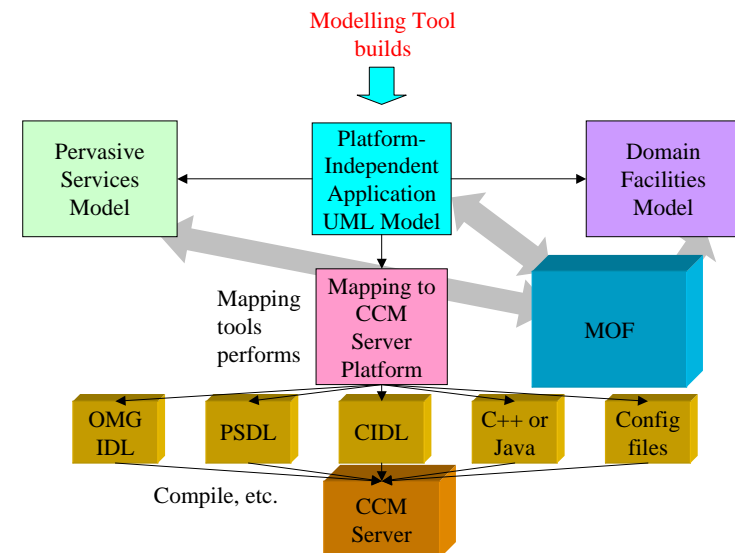 Modelling Tool
builds
Pervasive
Services
Model
Platform-
Independent
Application
UML Model
Domain
Facilities
Model
Mapping
tools
performs
Mapping to
CCM
Server
Platform
MOF
OMG
IDL
PSDL
CIDL
C++ or
Java
Config
files
Compile, etc.
CCM
Server